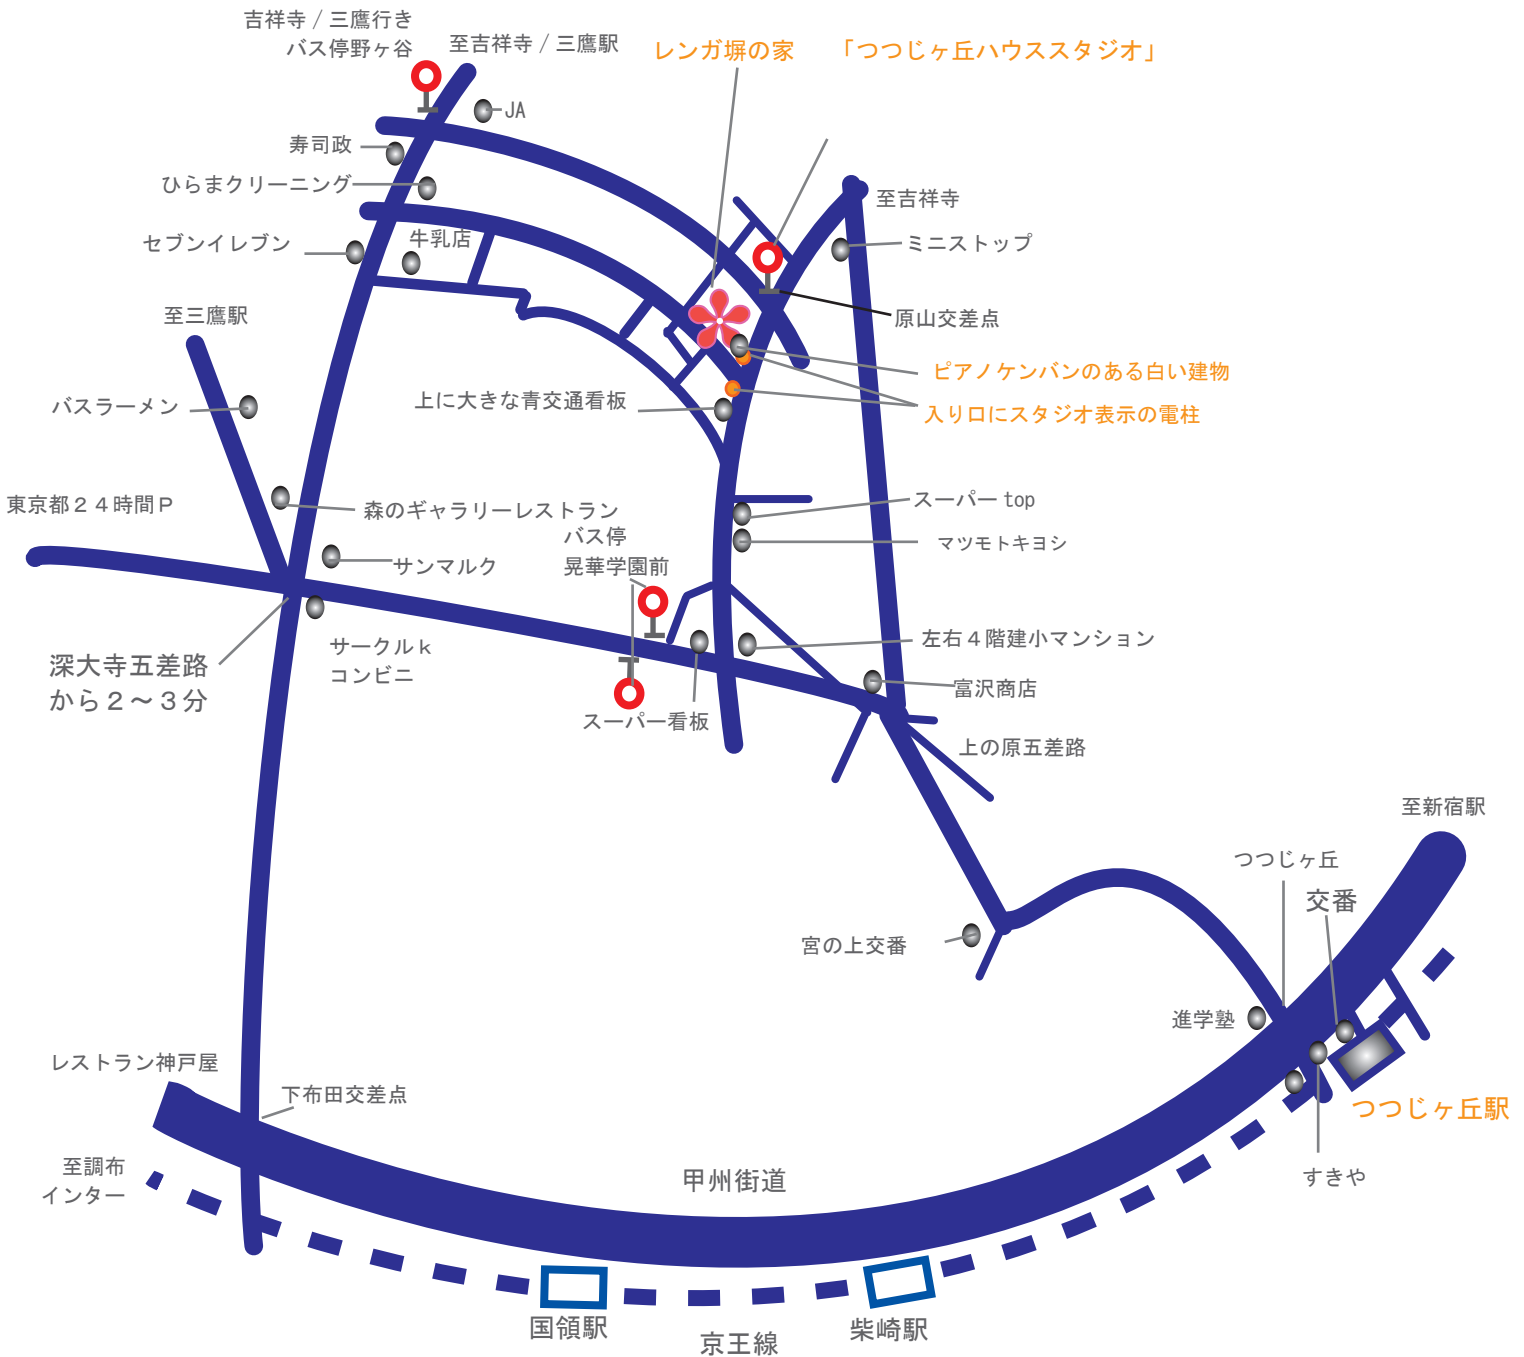 吉祥寺 / 三鷹行き
バス停野ヶ谷
至吉祥寺 / 三鷹駅
レンガ塀の家
「つつじヶ丘ハウススタジオ」
JA
寿司政
ひらまクリーニング
至吉祥寺
セブンイレブン
牛乳店
ミニストップ
至三鷹駅
原山交差点
ピアノケンバンのある白い建物
バスラーメン
上に大きな青交通看板
入り口にスタジオ表示の電柱
東京都２４時間Ｐ
森のギャラリーレストラン
スーパー top
バス停
晃華学園前
マツモトキヨシ
サンマルク
サークルｋ
コンビニ
左右４階建小マンション
深大寺五差路
から２～３分
富沢商店
スーパー看板
上の原五差路
至新宿駅
つつじヶ丘
交番
宮の上交番
進学塾
レストラン神戸屋
下布田交差点
つつじヶ丘駅
至調布
インター
甲州街道
すきや
国領駅
京王線
柴崎駅